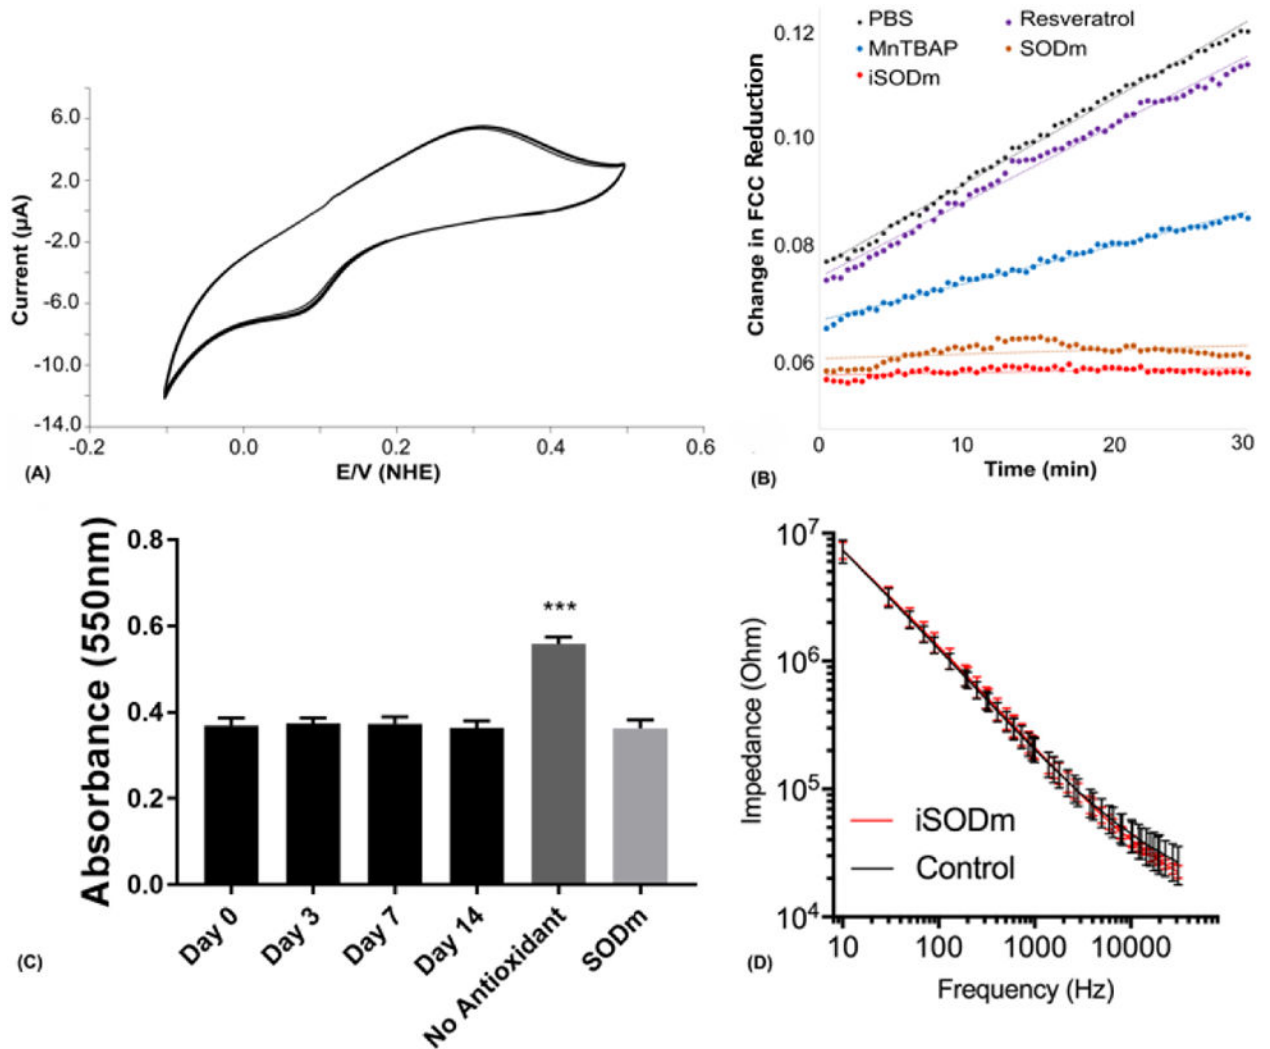 6.0
2.0
-2.0
-6.0
-10.0
-14.0
Current (µA)
-0.2
0.0
0.2
0.4
0.6
E/V (NHE)
(A)
PBS
Resveratrol
MnTBAP
SODm
iSODm
0.12
0.10
0.08
0.06
Change in FCC Reduction
0
10
20
30
Time (min)
(B)
0.8
0.6
0.4
0.2
0.0
Absorbance (550nm)
***
Day 0
Day 3
Day 7
Day 14
No Antioxidant
SODm
(C)
10⁷
10⁶
10⁵
10⁴
Impedance (Ohm)
iSODm
Control
10
100
1000
10000
Frequency (Hz)
(D)